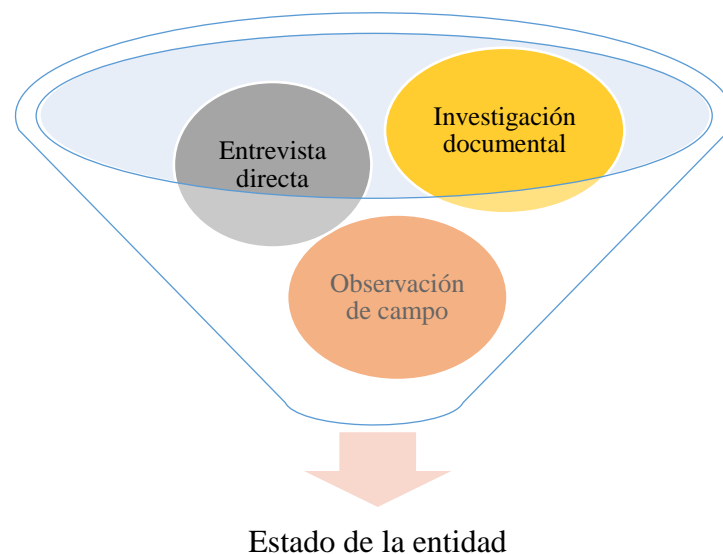 Investigación
documental
Entrevista
directa
Observación
de campo
Estado de la entidad